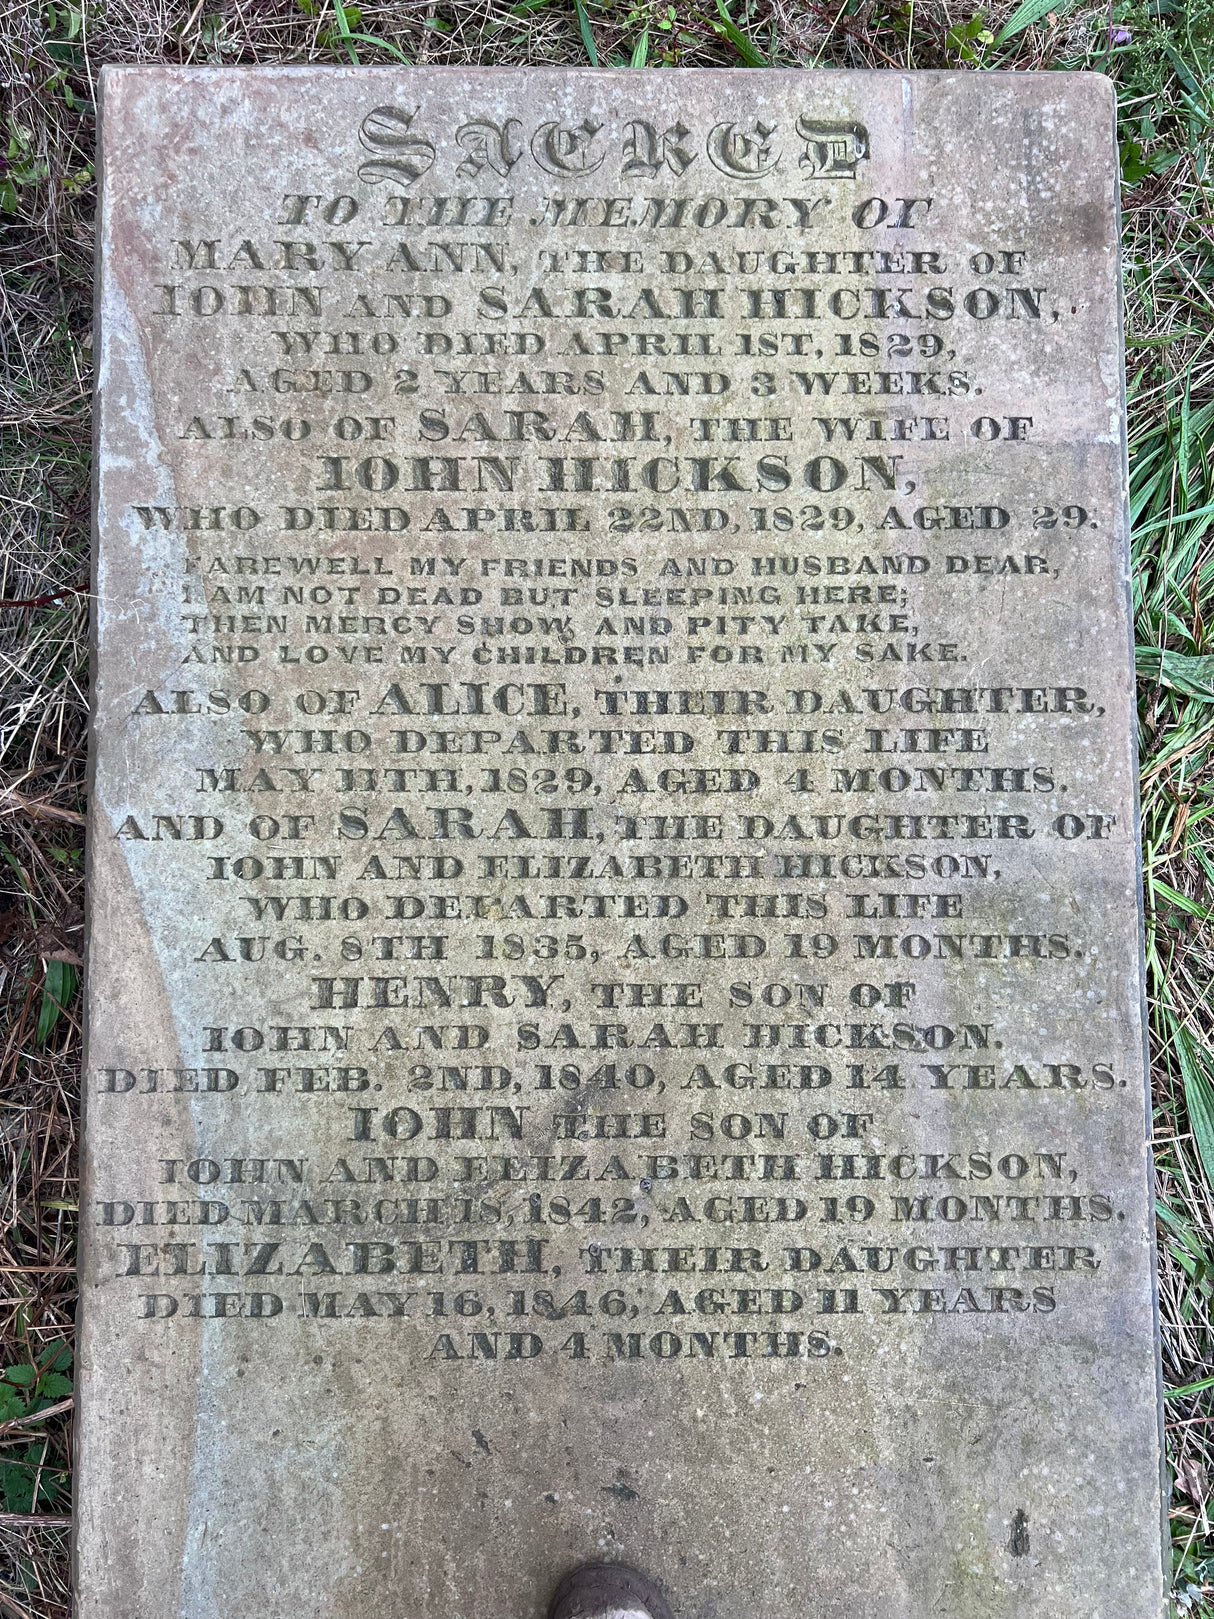 SACRED
TO THE MEMORY OF
MARY ANN, THE DAUGHTER OF
IOHN AND SARAH HICKSON,
WHO DIED APRIL 1ST, 1829,
AGED 2 YEARS AND 3 WEEKS.
ALSO OF SARAH, THE WIFE OF
IOHN HICKSON,
WHO DIED APRIL 22ND, 1829, AGED 29.
FAREWELL MY FRIENDS AND HUSBAND DEAR,
I AM NOT DEAD BUT SLEEPING HERE;
THEN MERCY SHOW AND PITY TAKE,
AND LOVE MY CHILDREN FOR MY SAKE.
ALSO OF ALICE, THEIR DAUGHTER,
WHO DEPARTED THIS LIFE
MAY 11TH, 1829, AGED 4 MONTHS.
AND OF SARAH, THE DAUGHTER OF
IOHN AND ELIZABETH HICKSON,
WHO DEPARTED THIS LIFE
AUG. 8TH 1835, AGED 19 MONTHS.
HENRY, THE SON OF
IOHN AND SARAH HICKSON.
DIED FEB. 2ND, 1840, AGED 14 YEARS.
IOHN THE SON OF
IOHN AND ELIZABETH HICKSON,
DIED MARCH 18, 1842, AGED 19 MONTHS.
ELIZABETH, THEIR DAUGHTER
DIED MAY 16, 1846, AGED 11 YEARS
AND 4 MONTHS.